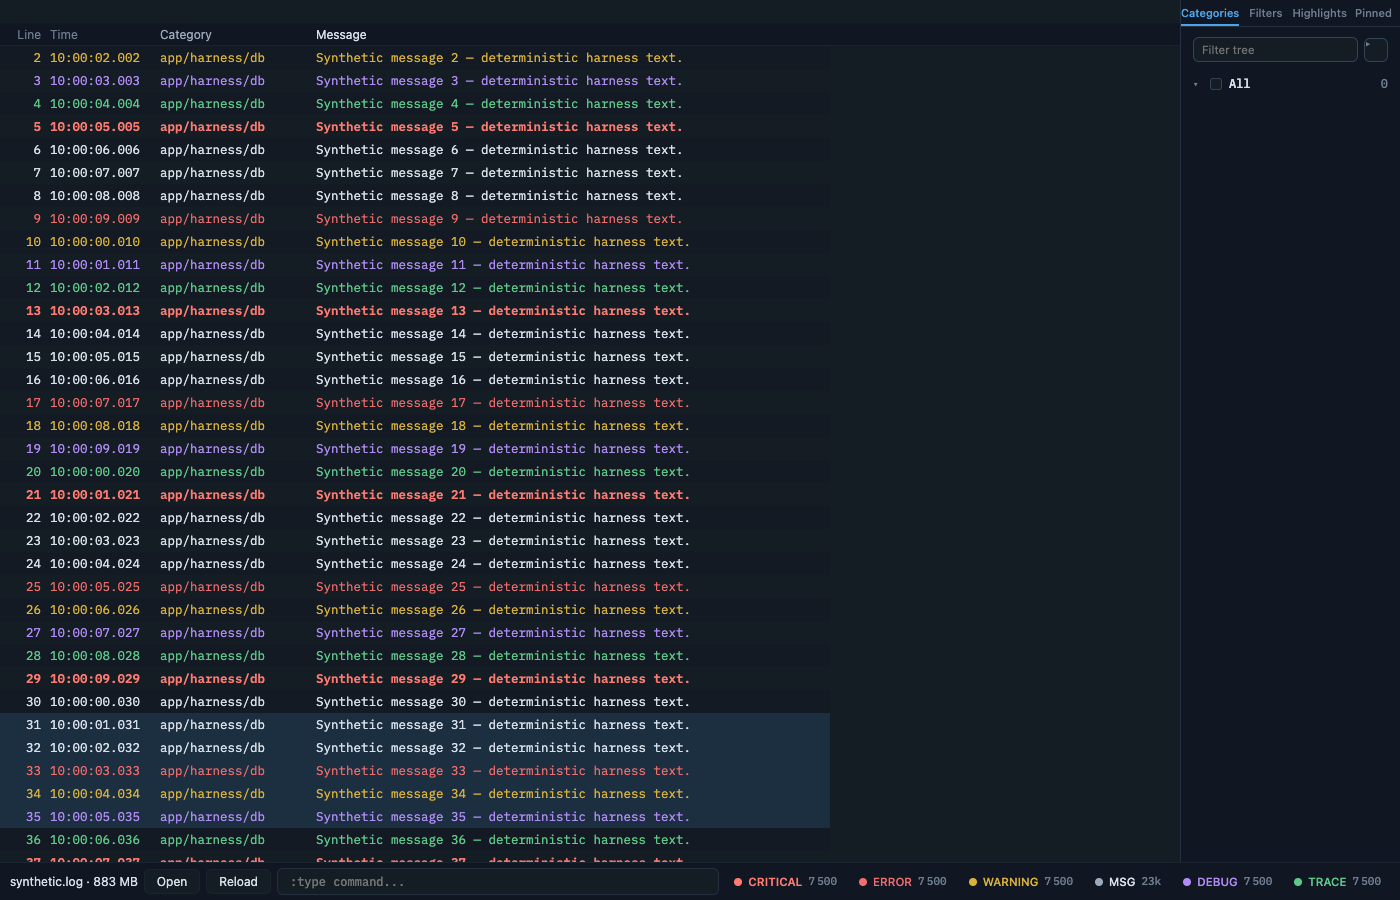 Categories Filters Highlights Pinned
Line Time Category Message
Filter tree
All 0
2 10:00:02.002 app/harness/db Synthetic message 2 — deterministic harness text.
3 10:00:03.003 app/harness/db Synthetic message 3 — deterministic harness text.
4 10:00:04.004 app/harness/db Synthetic message 4 — deterministic harness text.
5 10:00:05.005 app/harness/db Synthetic message 5 — deterministic harness text.
6 10:00:06.006 app/harness/db Synthetic message 6 — deterministic harness text.
7 10:00:07.007 app/harness/db Synthetic message 7 — deterministic harness text.
8 10:00:08.008 app/harness/db Synthetic message 8 — deterministic harness text.
9 10:00:09.009 app/harness/db Synthetic message 9 — deterministic harness text.
10 10:00:00.010 app/harness/db Synthetic message 10 — deterministic harness text.
11 10:00:01.011 app/harness/db Synthetic message 11 — deterministic harness text.
12 10:00:02.012 app/harness/db Synthetic message 12 — deterministic harness text.
13 10:00:03.013 app/harness/db Synthetic message 13 — deterministic harness text.
14 10:00:04.014 app/harness/db Synthetic message 14 — deterministic harness text.
15 10:00:05.015 app/harness/db Synthetic message 15 — deterministic harness text.
16 10:00:06.016 app/harness/db Synthetic message 16 — deterministic harness text.
17 10:00:07.017 app/harness/db Synthetic message 17 — deterministic harness text.
18 10:00:08.018 app/harness/db Synthetic message 18 — deterministic harness text.
19 10:00:09.019 app/harness/db Synthetic message 19 — deterministic harness text.
20 10:00:00.020 app/harness/db Synthetic message 20 — deterministic harness text.
21 10:00:01.021 app/harness/db Synthetic message 21 — deterministic harness text.
22 10:00:02.022 app/harness/db Synthetic message 22 — deterministic harness text.
23 10:00:03.023 app/harness/db Synthetic message 23 — deterministic harness text.
24 10:00:04.024 app/harness/db Synthetic message 24 — deterministic harness text.
25 10:00:05.025 app/harness/db Synthetic message 25 — deterministic harness text.
26 10:00:06.026 app/harness/db Synthetic message 26 — deterministic harness text.
27 10:00:07.027 app/harness/db Synthetic message 27 — deterministic harness text.
28 10:00:08.028 app/harness/db Synthetic message 28 — deterministic harness text.
29 10:00:09.029 app/harness/db Synthetic message 29 — deterministic harness text.
30 10:00:00.030 app/harness/db Synthetic message 30 — deterministic harness text.
31 10:00:01.031 app/harness/db Synthetic message 31 — deterministic harness text.
32 10:00:02.032 app/harness/db Synthetic message 32 — deterministic harness text.
33 10:00:03.033 app/harness/db Synthetic message 33 — deterministic harness text.
34 10:00:04.034 app/harness/db Synthetic message 34 — deterministic harness text.
35 10:00:05.035 app/harness/db Synthetic message 35 — deterministic harness text.
36 10:00:06.036 app/harness/db Synthetic message 36 — deterministic harness text.
synthetic.log · 883 MB Open Reload :type command... CRITICAL 7 500 ERROR 7 500 WARNING 7 500 MSG 23k DEBUG 7 500 TRACE 7 500